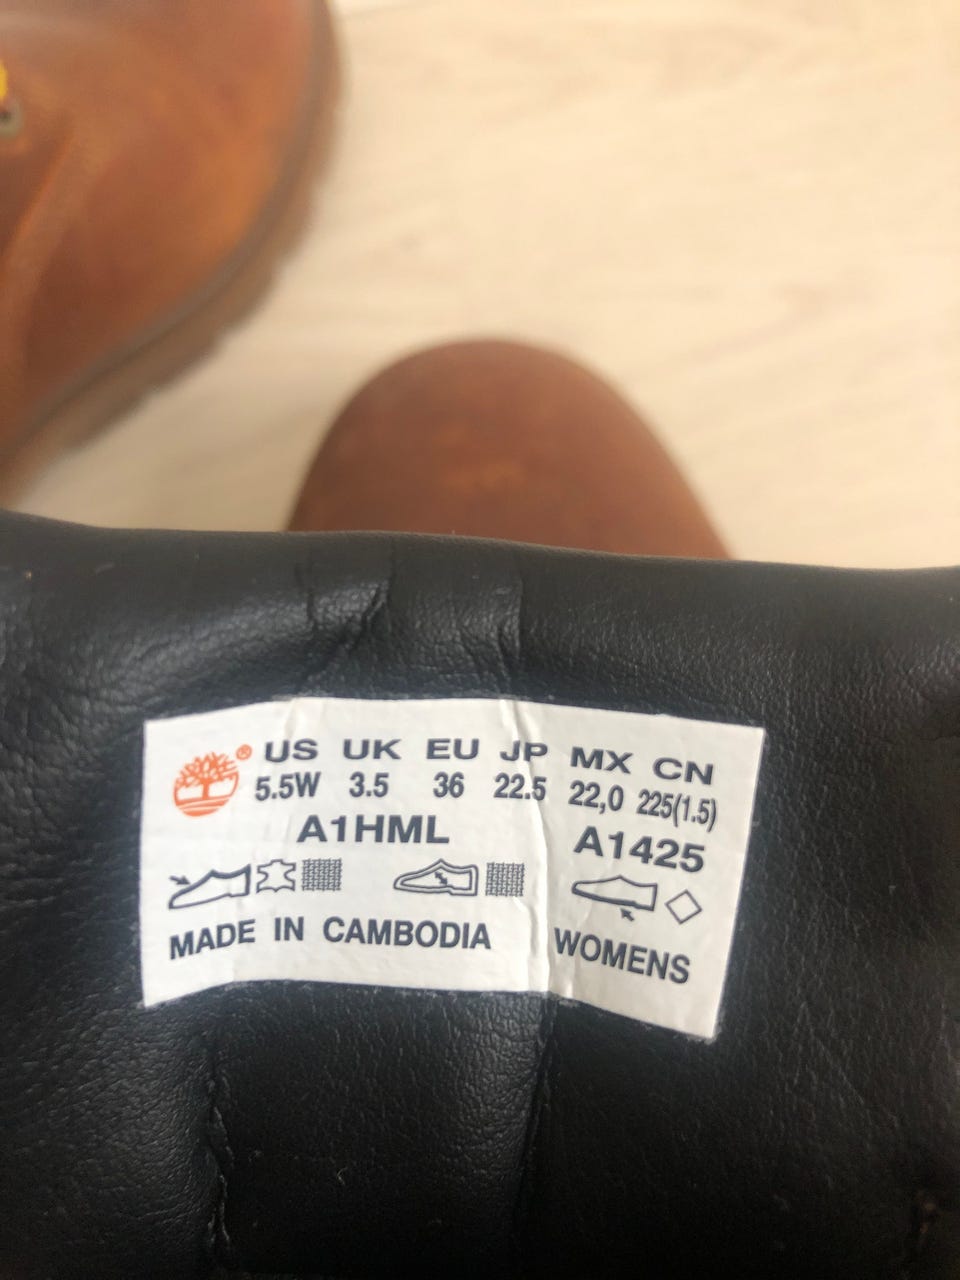 ® US UK EU JP MX CN
5.5W 3.5 36 22.5 22,0 225(1.5)
A1HML A1425
MADE IN CAMBODIA WOMENS